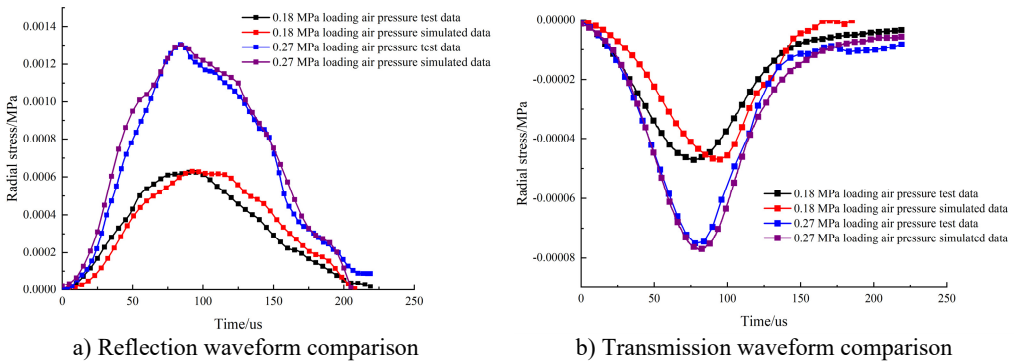 a)
0.18 MPa loading air pressure test data
0.18 MPa loading air pressure simulated data
0.27 MPa loading air pressure test data
0.27 MPa loading air pressure simulated data
0.0014
0.0012
0.0010
0.0008
0.0006
0.0004
0.0002
0.0000
Radial stress/MPa
0
50
100
150
200
250
300
Time/us
a) Reflection waveform comparison
b)
0.00000
-0.00002
-0.00004
-0.00006
-0.00008
Radial stress/MPa
0.18 MPa loading air pressure test data
0.18 MPa loading air pressure simulated data
0.27 MPa loading air pressure test data
0.27 MPa loading air pressure simulated data
0
50
100
150
200
250
Time/us
b) Transmission waveform comparison